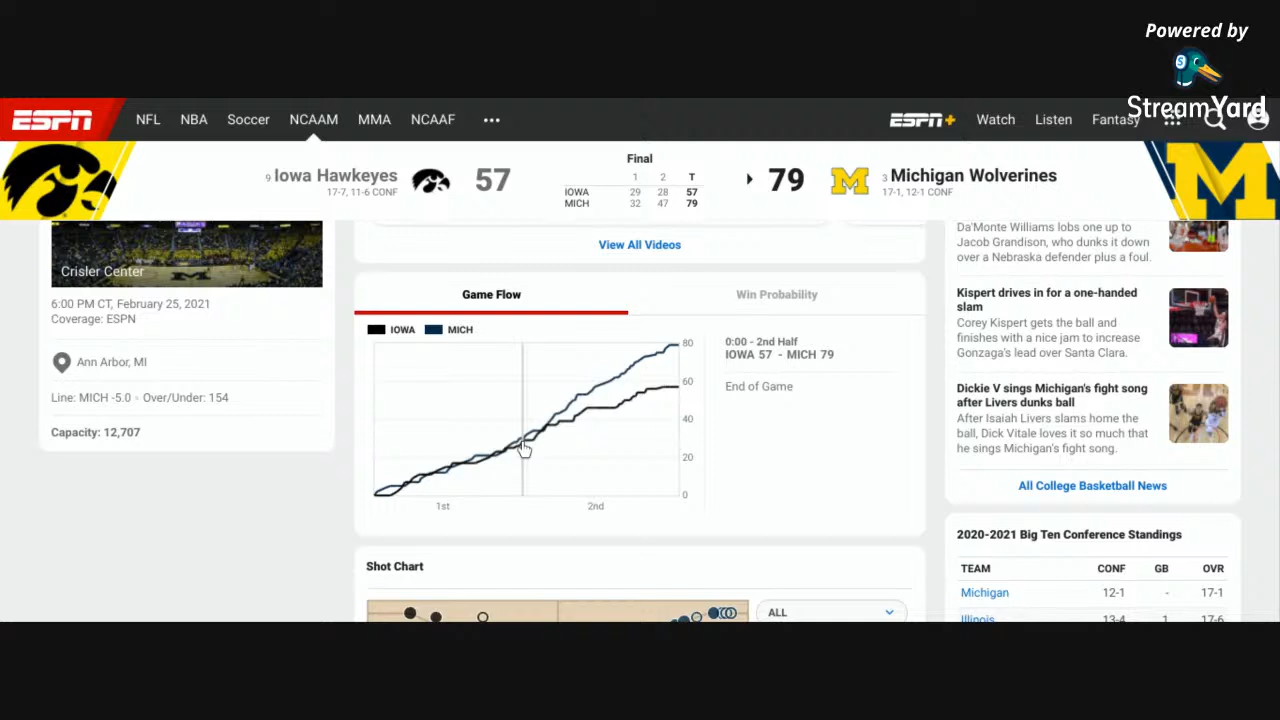 Powered by
StreamYard
ESPN NFL NBA Soccer NCAAM MMA NCAAF ••• ESPN+ Watch Listen Fantasy
Final
9 Iowa Hawkeyes 57
17-7, 11-6 CONF
1 2 T
IOWA 29 28 57
MICH 32 47 79
79 M 3 Michigan Wolverines
17-1, 12-1 CONF
M
Crisler Center
6:00 PM CT, February 25, 2021
Coverage: ESPN
Ann Arbor, MI
Line: MICH -5.0 • Over/Under: 154
Capacity: 12,707
View All Videos
Game Flow Win Probability
IOWA MICH
80
60
40
20
0
1st 2nd
0:00 - 2nd Half
IOWA 57 - MICH 79
End of Game
Shot Chart
ALL
Da'Monte Williams lobs one up to
Jacob Grandison, who dunks it down
over a Nebraska defender plus a foul.
Kispert drives in for a one-handed
slam
Corey Kispert gets the ball and
finishes with a nice jam to increase
Gonzaga's lead over Santa Clara.
Dickie V sings Michigan's fight song
after Livers dunks ball
After Isaiah Livers slams home the
ball, Dick Vitale loves it so much that
he sings Michigan's fight song.
All College Basketball News
2020-2021 Big Ten Conference Standings
TEAM CONF GB OVR
Michigan 12-1 - 17-1
Illinois 13-4 1 17-6